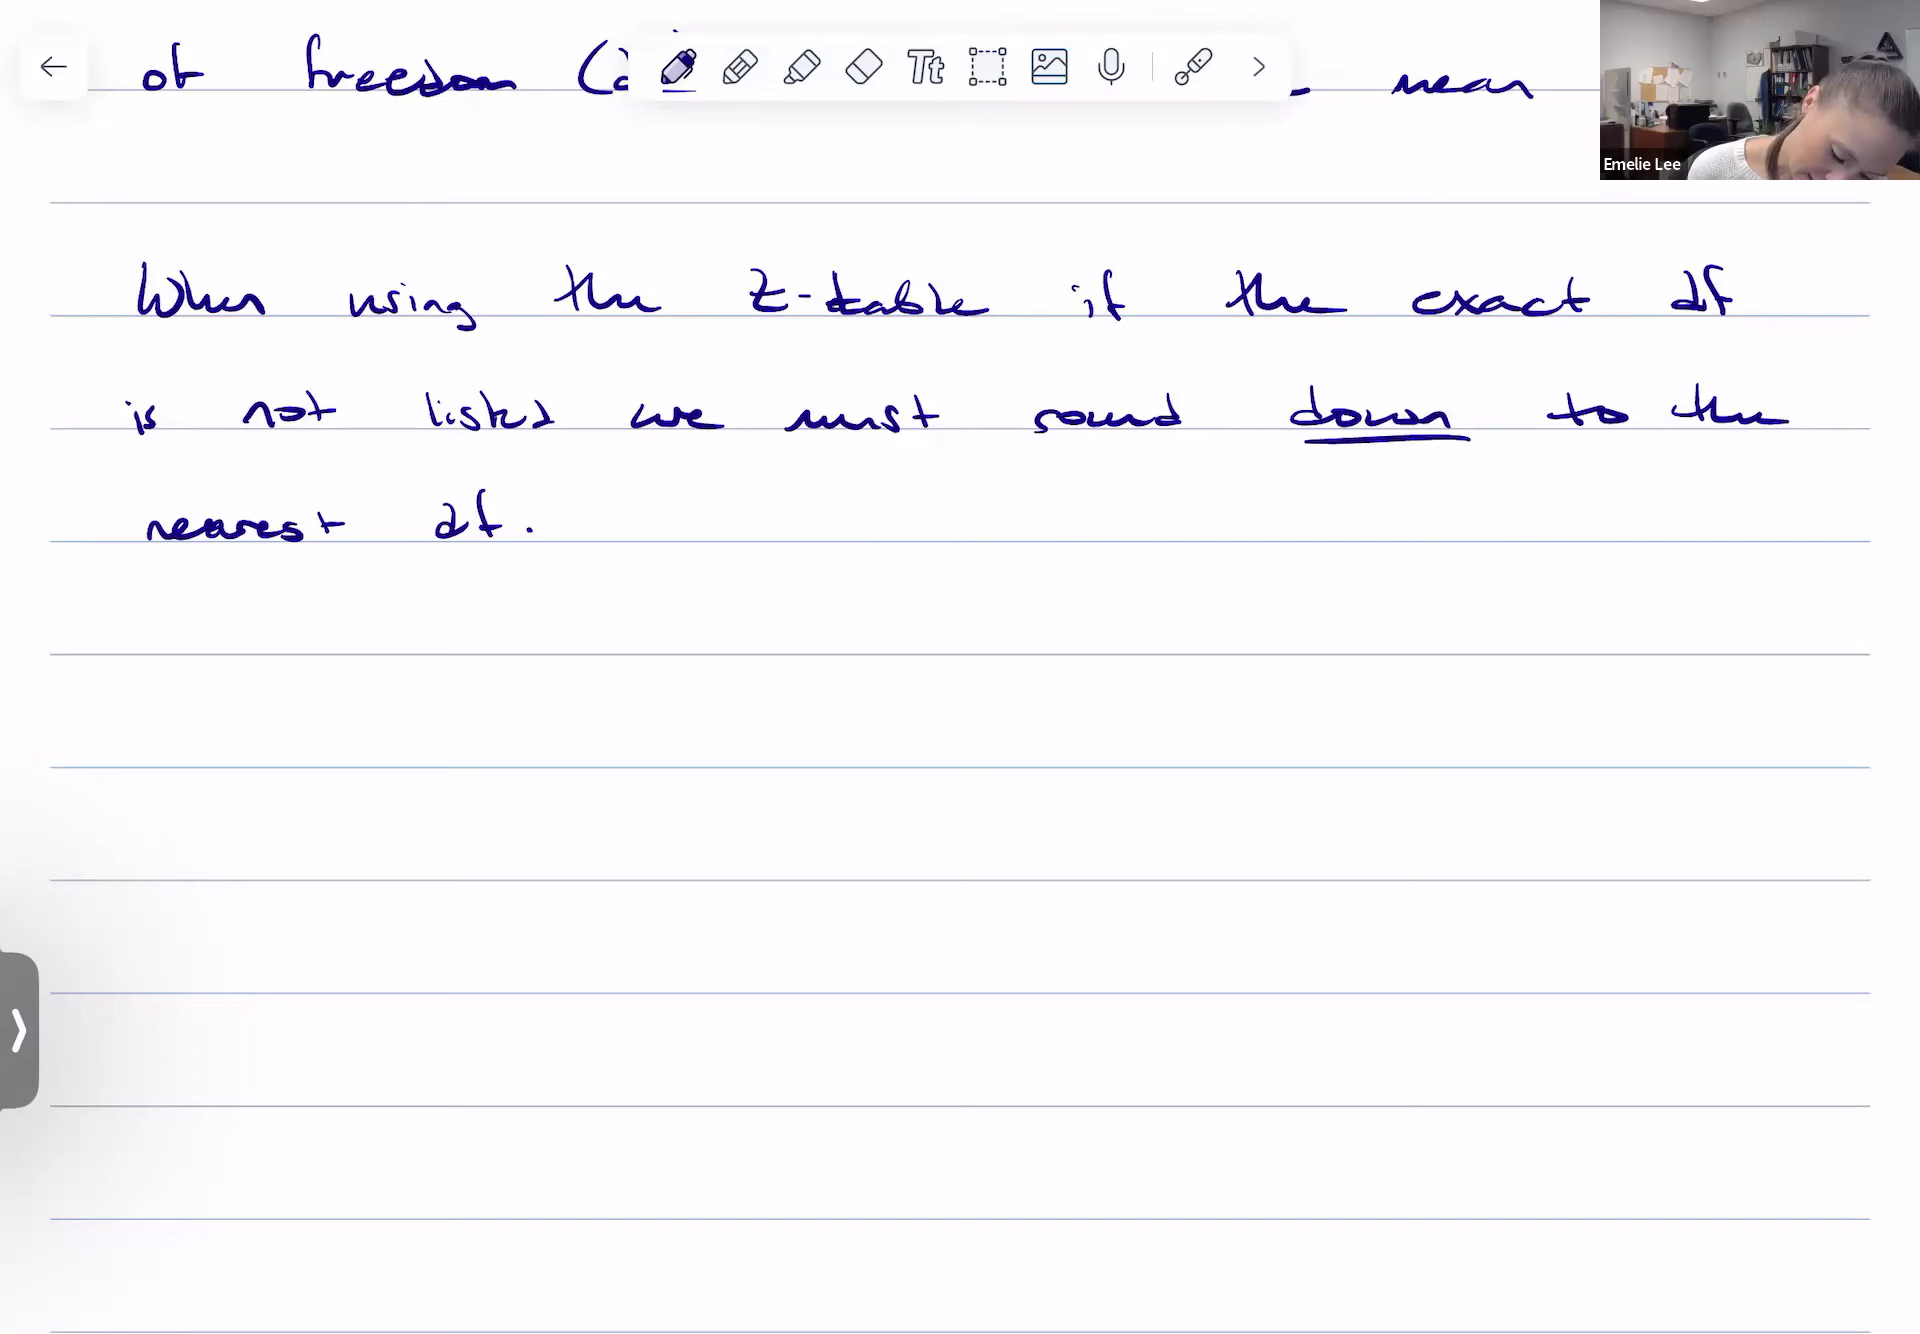 of freedom mean
Tt
Emelie Lee
When using the z-table if the exact df
is not listed we must round down to the
nearest df.